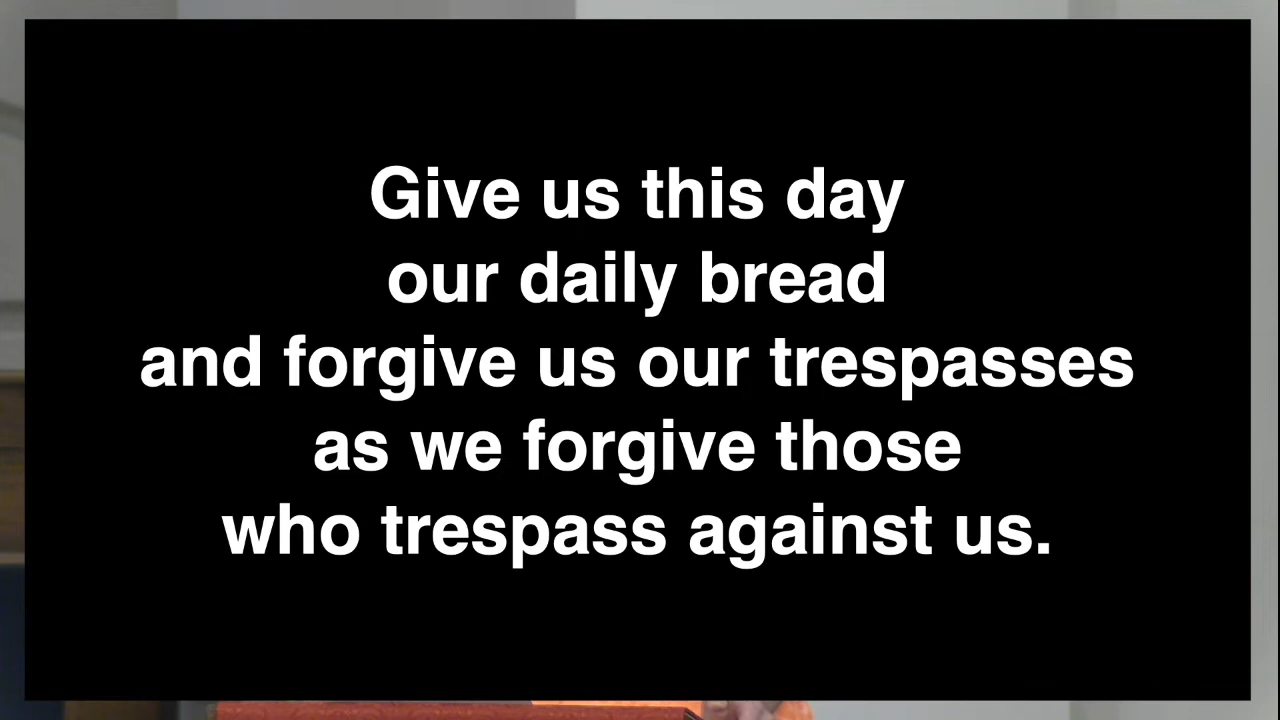 Give us this day
our daily bread
and forgive us our trespasses
as we forgive those
who trespass against us.